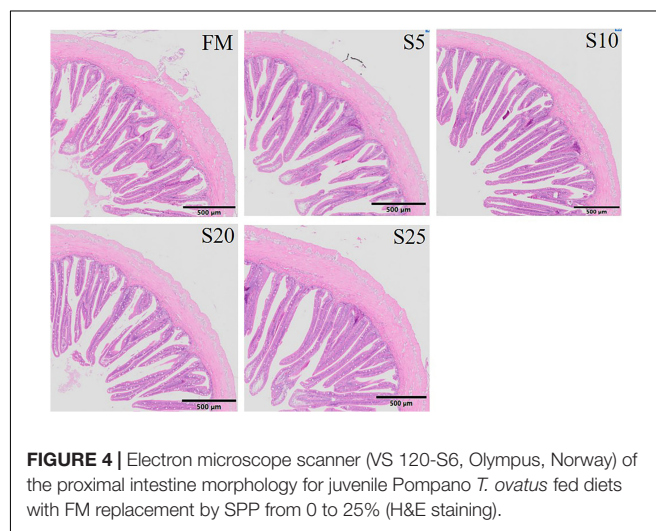 FM
S5
S10
500 µm
500 µm
500 µm
S20
S25
500 µm
500 µm
FIGURE 4 | Electron microscope scanner (VS 120-S6, Olympus, Norway) of
the proximal intestine morphology for juvenile Pompano T. ovatus fed diets
with FM replacement by SPP from 0 to 25% (H&E staining).